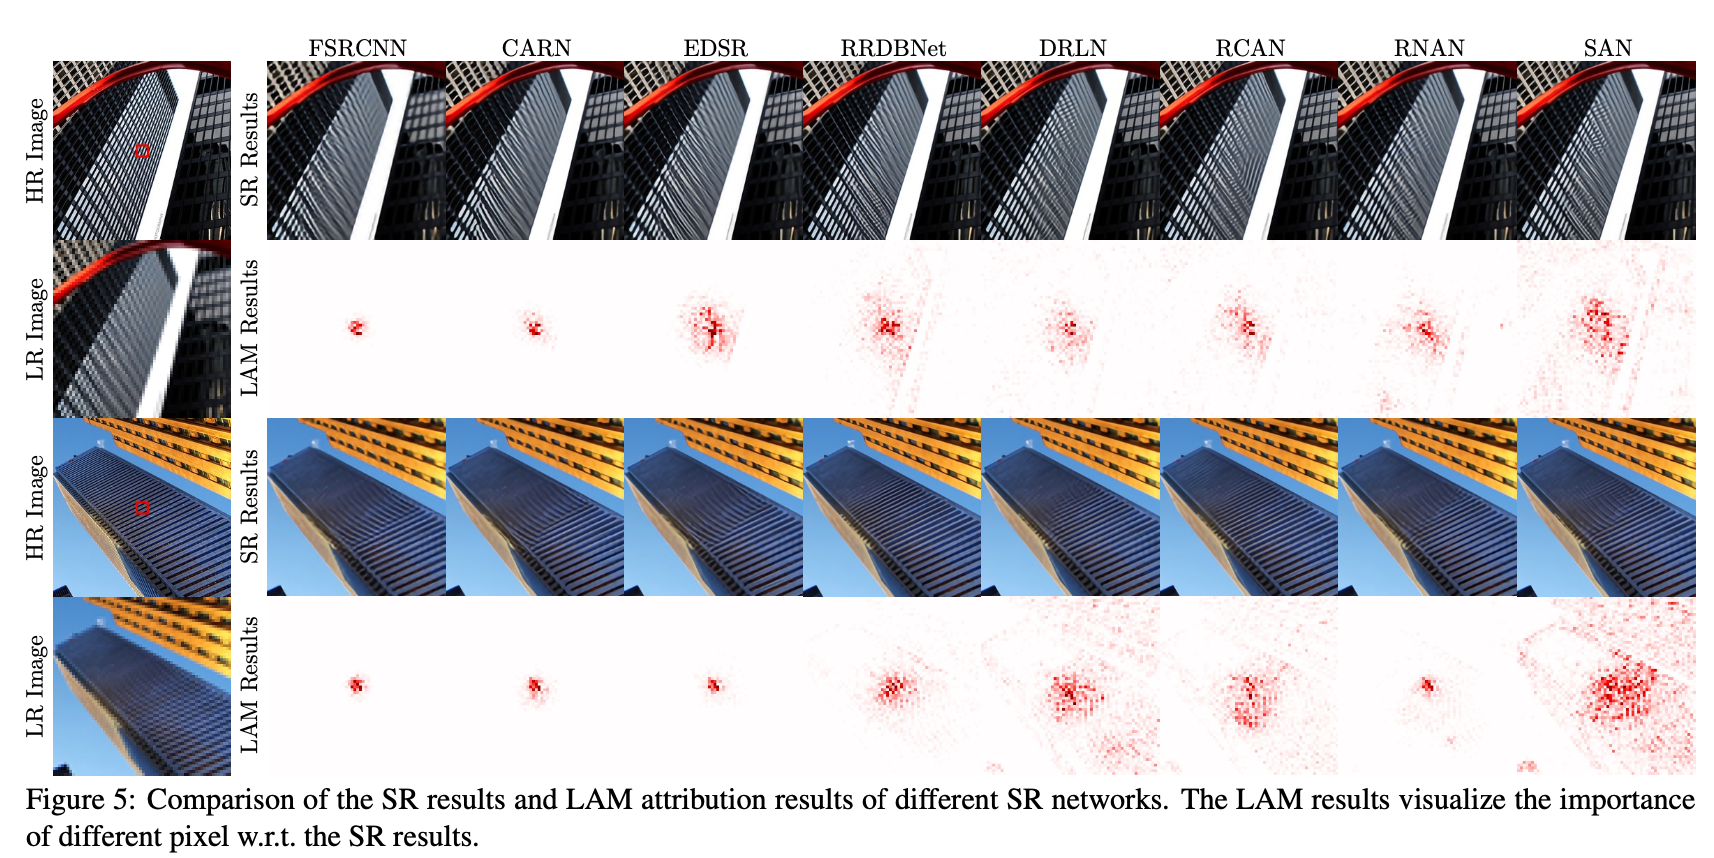 FSRCNN CARN EDSR RRDBNet DRLN RCAN RNAN SAN
HR Image
SR Results
LR Image
LAM Results
HR Image
SR Results
LR Image
LAM Results
Figure 5: Comparison of the SR results and LAM attribution results of different SR networks. The LAM results visualize the importance
of different pixel w.r.t. the SR results.